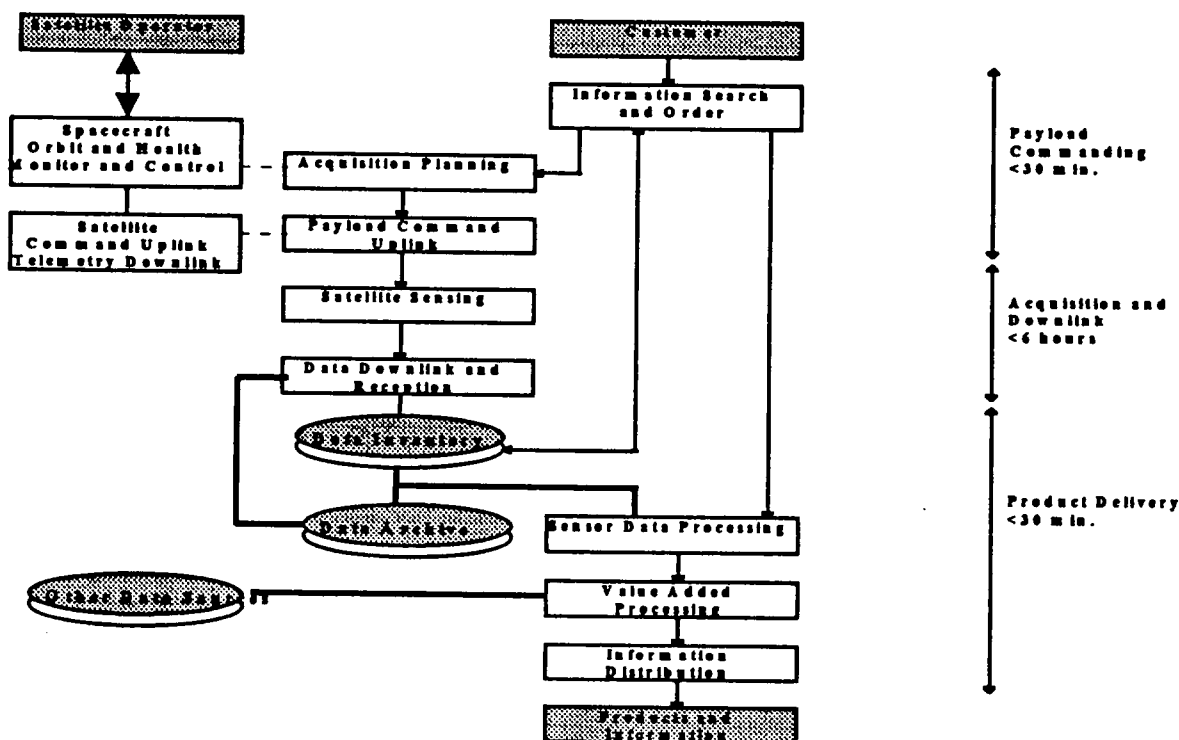 Satellite Operator
Customer
Information Search
and Order
Spacecraft
Orbit and Health
Monitor and Control
Acquisition Planning
Payload
Commanding
<30 min.
Satellite
Command Uplink
Telemetry Downlink
Payload Command
Uplink
Satellite Sensing
Acquisition and
Downlink
<6 hours
Data Downlink and
Reception
Data Inventory
Data Archive
Sensor Data Processing
Product Delivery
<30 min.
Other Data Sources
Value Added
Processing
Information
Distribution
Products and
Information